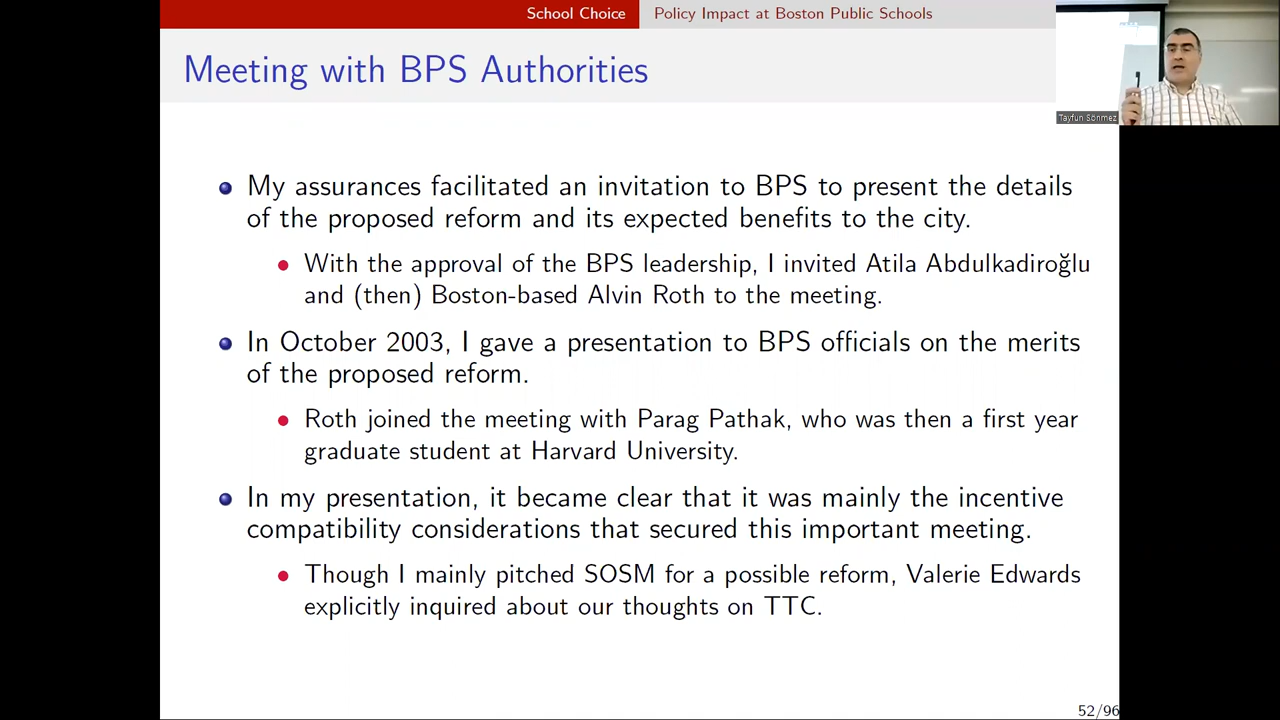 School Choice
Policy Impact at Boston Public Schools
Meeting with BPS Authorities
Tayfun Sönmez
My assurances facilitated an invitation to BPS to present the details
of the proposed reform and its expected benefits to the city.
With the approval of the BPS leadership, I invited Atila Abdulkadiroğlu
and (then) Boston-based Alvin Roth to the meeting.
In October 2003, I gave a presentation to BPS officials on the merits
of the proposed reform.
Roth joined the meeting with Parag Pathak, who was then a first year
graduate student at Harvard University.
In my presentation, it became clear that it was mainly the incentive
compatibility considerations that secured this important meeting.
Though I mainly pitched SOSM for a possible reform, Valerie Edwards
explicitly inquired about our thoughts on TTC.
52/96